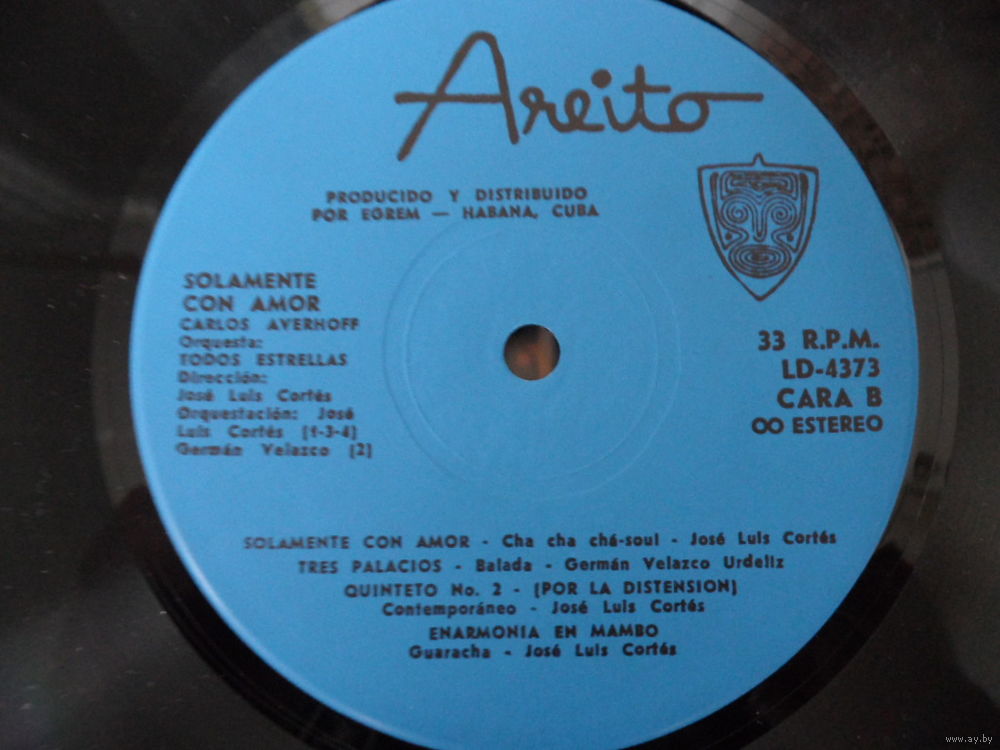 Areito
PRODUCIDO Y DISTRIBUIDO
POR EGREM — HABANA, CUBA
SOLAMENTE
CON AMOR
CARLOS AVERHOFF
Orquesta:
TODOS ESTRELLAS
Dirección:
José Luis Cortés
Orquestación: José
Luis Cortés (1-3-4)
Germán Velazco (2)
33 R.P.M.
LD-4373
CARA B
∞ ESTEREO
SOLAMENTE CON AMOR - Cha cha chá-soul - José Luis Cortés
TRES PALACIOS - Balada - Germán Velazco Urdeliz
QUINTETO No. 2 - (POR LA DISTENSION)
Contemporáneo - José Luis Cortés
ENARMONIA EN MAMBO
Guaracha - José Luis Cortés
www.ay.by